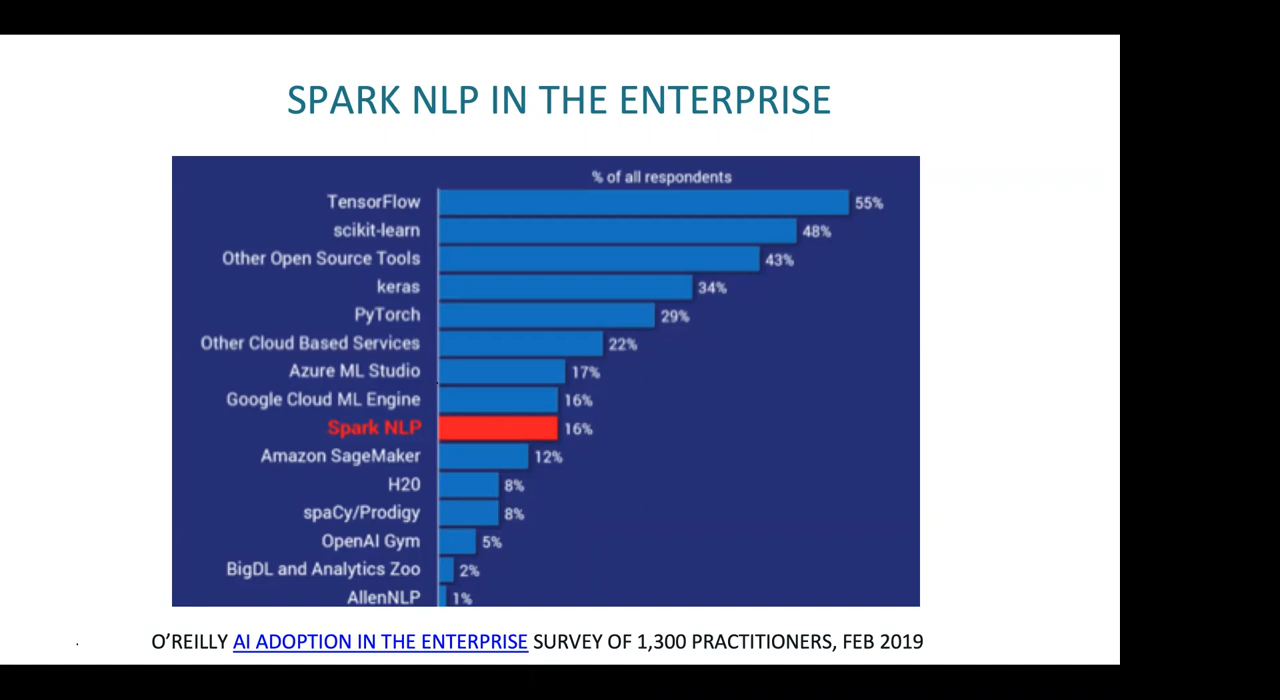 SPARK NLP IN THE ENTERPRISE
% of all respondents
TensorFlow 55%
scikit-learn 48%
Other Open Source Tools 43%
keras 34%
PyTorch 29%
Other Cloud Based Services 22%
Azure ML Studio 17%
Google Cloud ML Engine 16%
Spark NLP 16%
Amazon SageMaker 12%
H20 8%
spaCy/Prodigy 8%
OpenAI Gym 5%
BigDL and Analytics Zoo 2%
AllenNLP 1%
O'REILLY AI ADOPTION IN THE ENTERPRISE SURVEY OF 1,300 PRACTITIONERS, FEB 2019